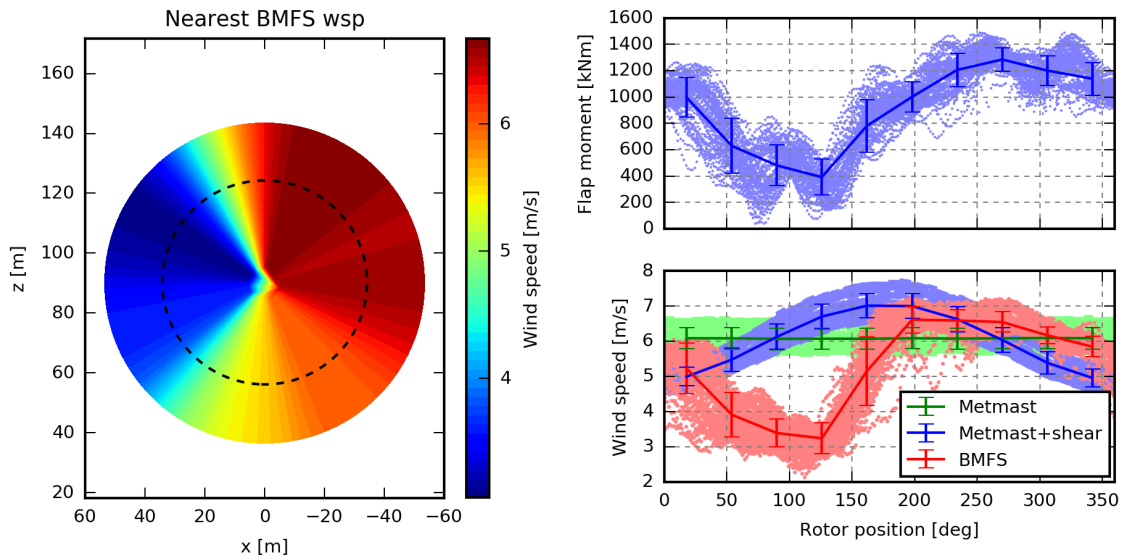 Nearest BMFS wsp
z [m]
160
140
120
100
80
60
40
20
60 40 20 0 −20 −40 −60
x [m]
6
5
4
Wind speed [m/s]
Flap moment [kNm]
1600
1400
1200
1000
800
600
400
200
0
Wind speed [m/s]
8
7
6
5
4
3
2
0 50 100 150 200 250 300 350
Rotor position [deg]
Metmast
Metmast+shear
BMFS